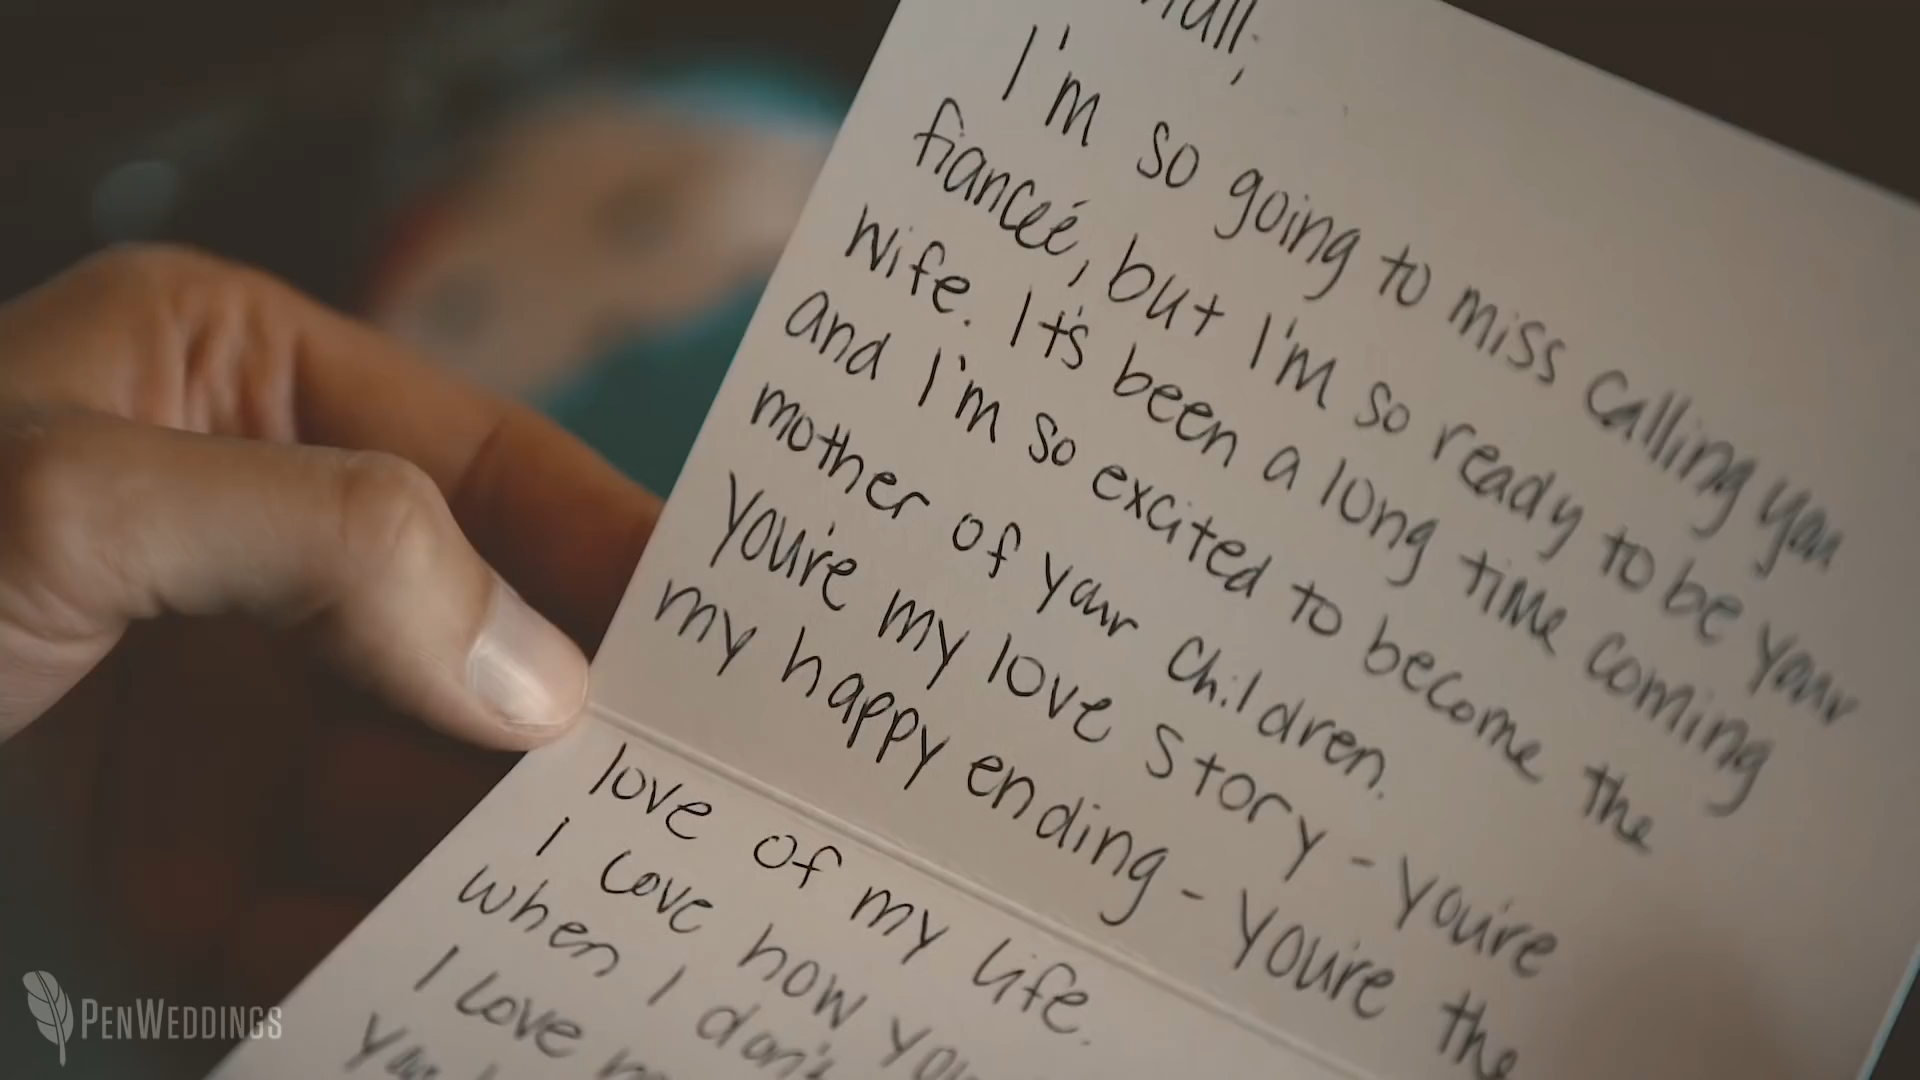 I'm so going to miss calling you
fianceé, but I'm so ready to be your
wife. It's been a long time coming
and I'm so excited to become the
mother of your children.
You're my love story - you're
my happy ending - you're the
love of my life.
I love how you
when I don't
I love
PENWEDDINGS